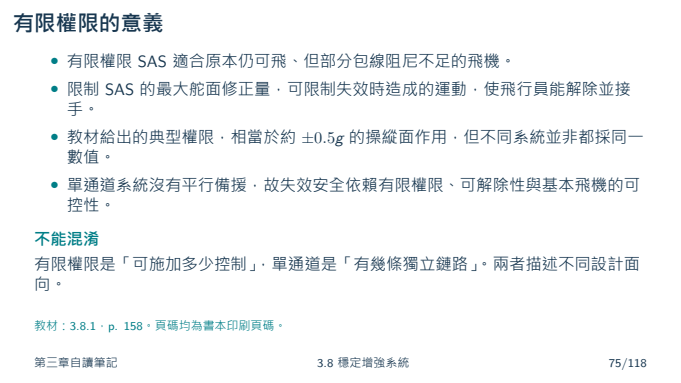 有限權限的意義
• 有限權限 SAS 適合原本仍可飛、但部分包線阻尼不足的飛機。
• 限制 SAS 的最大舵面修正量，可限制失效時造成的運動，使飛行員能解除並接
手。
• 教材給出的典型權限，相當於約 ±0.5g 的操縱面作用，但不同系統並非都採同一
數值。
• 單通道系統沒有平行備援，故失效安全依賴有限權限、可解除性與基本飛機的可
控性。
不能混淆
有限權限是「可施加多少控制」，單通道是「有幾條獨立鏈路」。兩者描述不同設計面
向。
教材：3.8.1，p. 158。頁碼均為書本印刷頁碼。
第三章自讀筆記
3.8 穩定增強系統
75/118